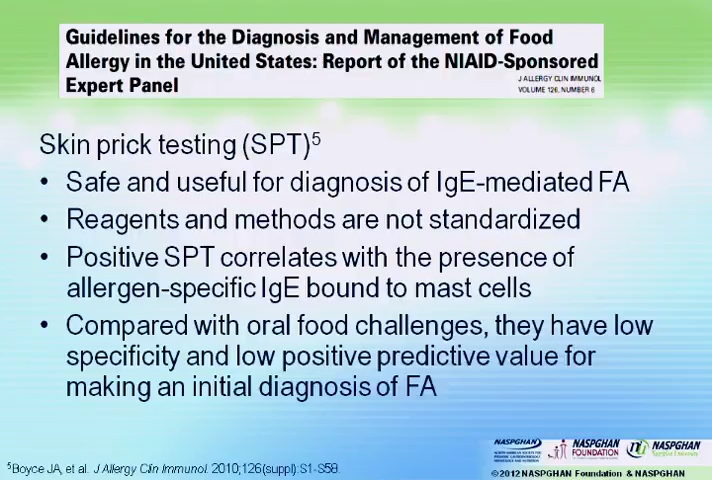 Guidelines for the Diagnosis and Management of Food
Allergy in the United States: Report of the NIAID-Sponsored
Expert Panel
J ALLERGY CLIN IMMUNOL
VOLUME 126, NUMBER 6
Skin prick testing (SPT)5
• Safe and useful for diagnosis of IgE-mediated FA
• Reagents and methods are not standardized
• Positive SPT correlates with the presence of
allergen-specific IgE bound to mast cells
• Compared with oral food challenges, they have low
specificity and low positive predictive value for
making an initial diagnosis of FA
NASPGHAN
NASPGHAN
FOUNDATION
NASPGHAN
5Boyce JA, et al. J Allergy Clin Immunol. 2010;126(suppl):S1-S58.
©2012 NASPGHAN Foundation & NASPGHAN